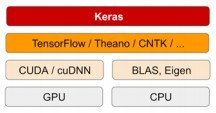 Keras
TensorFlow / Theano / CNTK / ...
CUDA / cuDNN
BLAS, Eigen
GPU
CPU